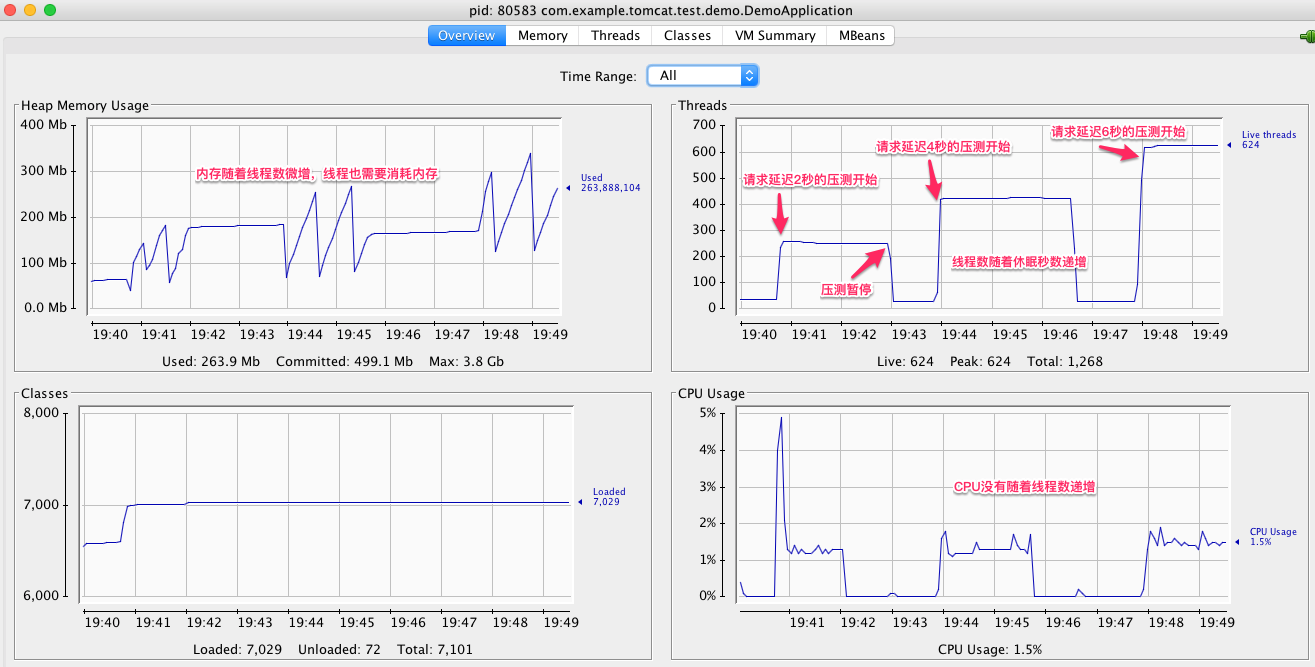 pid: 80583 com.example.tomcat.test.demo.DemoApplication
Overview Memory Threads Classes VM Summary MBeans
Time Range: All
Heap Memory Usage
400 Mb
300 Mb
200 Mb
100 Mb
0.0 Mb
内存随着线程数微增；线程也需要消耗内存
Used
263,888,104
19:40 19:41 19:42 19:43 19:44 19:45 19:46 19:47 19:48 19:49
Used: 263.9 Mb Committed: 499.1 Mb Max: 3.8 Gb
Threads
700
600
500
400
300
200
100
0
请求延迟2秒的压测开始
请求延迟4秒的压测开始
请求延迟6秒的压测开始
压测暂停
线程数随着休眠秒数递增
Live threads
624
19:40 19:41 19:42 19:43 19:44 19:45 19:46 19:47 19:48 19:49
Live: 624 Peak: 624 Total: 1,268
Classes
8,000
7,000
6,000
Loaded
7,029
19:40 19:41 19:42 19:43 19:44 19:45 19:46 19:47 19:48 19:49
Loaded: 7,029 Unloaded: 72 Total: 7,101
CPU Usage
5%
4%
3%
2%
1%
0%
CPU没有随着线程数递增
CPU Usage
1.5%
19:41 19:42 19:43 19:44 19:45 19:46 19:47 19:48 19:49
CPU Usage: 1.5%